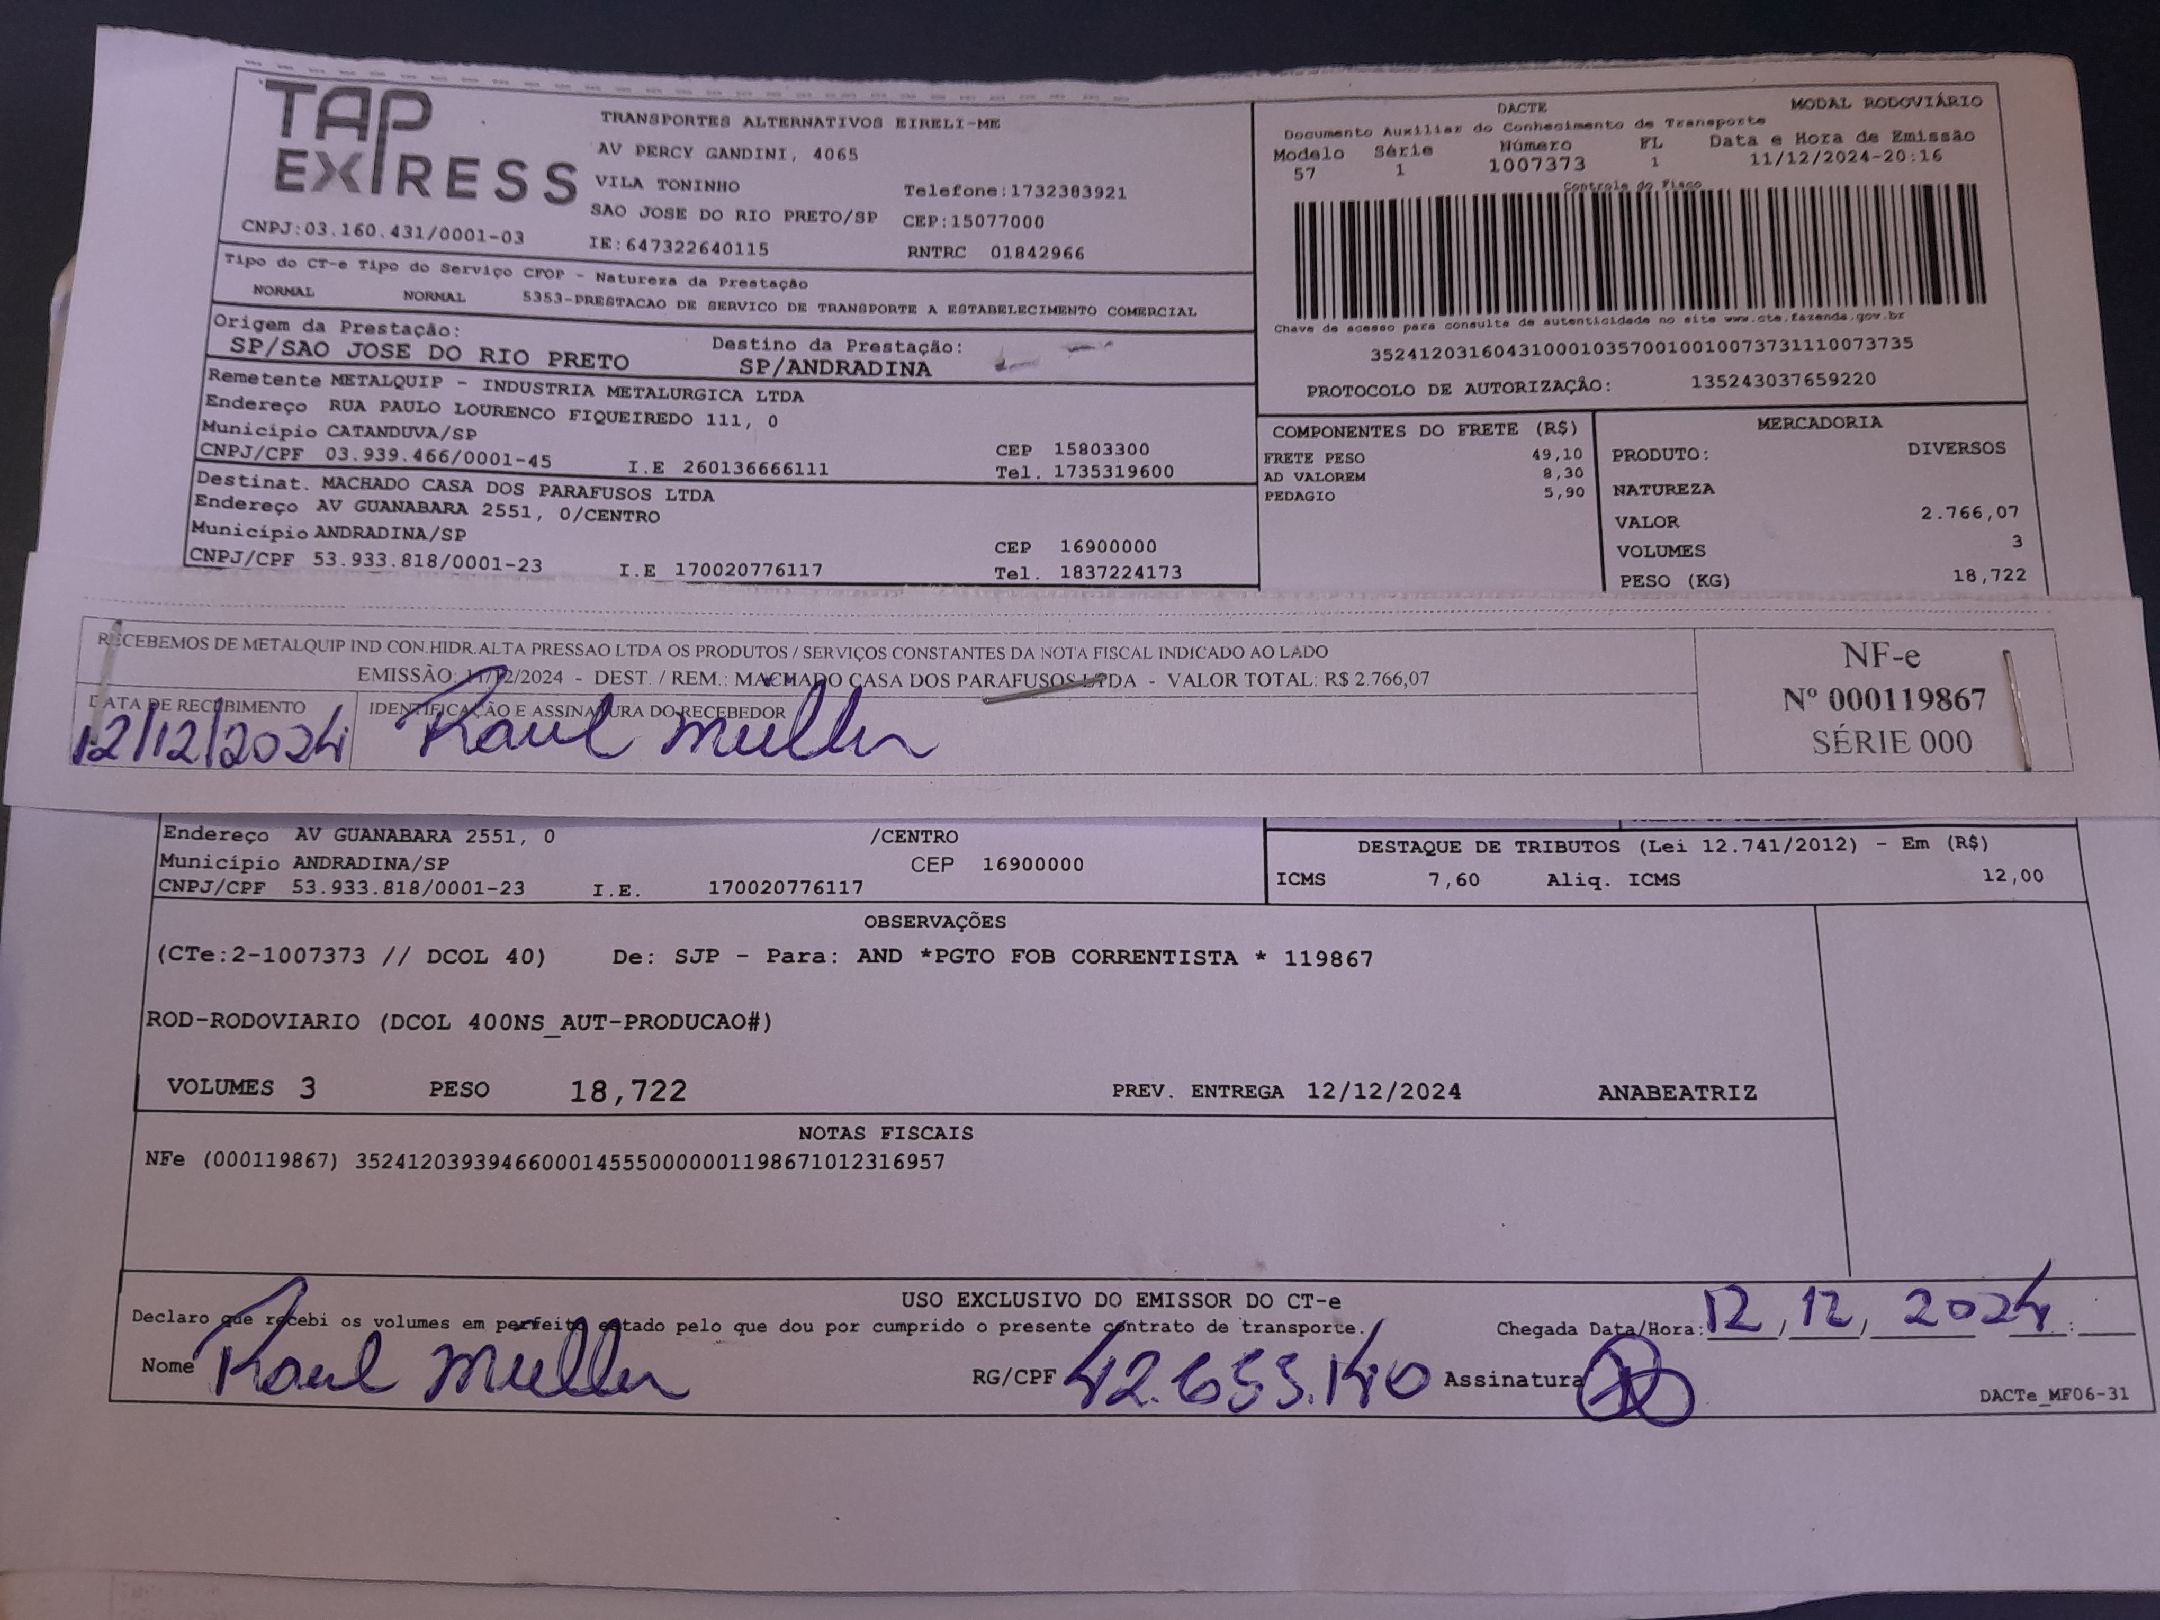 TAP EXPRESS
TRANSPORTES ALTERNATIVOS EIRELI-ME
AV PERCY GANDINI, 4065
VILA TONINHO Telefone:1732383921
SAO JOSE DO RIO PRETO/SP CEP:15077000
CNPJ:03.160.431/0001-03 IE:647322640115 RNTRC 01842966
Tipo do CT-e Tipo do Serviço CFOP - Natureza da Prestação
NORMAL NORMAL 5353-PRESTACAO DE SERVICO DE TRANSPORTE A ESTABELECIMENTO COMERCIAL
Origem da Prestação: Destino da Prestação:
SP/SAO JOSE DO RIO PRETO SP/ANDRADINA
Remetente METALQUIP - INDUSTRIA METALURGICA LTDA
Endereço RUA PAULO LOURENCO FIQUEIREDO 111, 0
Município CATANDUVA/SP CEP 15803300
CNPJ/CPF 03.939.466/0001-45 I.E 260136666111 Tel. 1735319600
Destinat. MACHADO CASA DOS PARAFUSOS LTDA
Endereço AV GUANABARA 2551, 0/CENTRO
Município ANDRADINA/SP CEP 16900000
CNPJ/CPF 53.933.818/0001-23 I.E 170020776117 Tel. 1837224173
DACTE MODAL RODOVIÁRIO
Documento Auxiliar do Conhecimento de Transporte
Modelo Série Número FL Data e Hora de Emissão
57 1 1007373 1 11/12/2024-20:16
Controle do Fisco
Chave de acesso para consulta de autenticidade no site www.cte.fazenda.gov.br
35241203160431000103570010010073731110073735
PROTOCOLO DE AUTORIZAÇÃO: 135243037659220
COMPONENTES DO FRETE (R$)
FRETE PESO 49,10
AD VALOREM 8,30
PEDAGIO 5,90
MERCADORIA
PRODUTO: DIVERSOS
NATUREZA
VALOR 2.766,07
VOLUMES 3
PESO (KG) 18,722
RECEBEMOS DE METALQUIP IND CON.HIDR.ALTA PRESSAO LTDA OS PRODUTOS / SERVIÇOS CONSTANTES DA NOTA FISCAL INDICADO AO LADO
EMISSÃO: 11/12/2024 - DEST. / REM.: MACHADO CASA DOS PARAFUSOS LTDA - VALOR TOTAL: R$ 2.766,07
DATA DE RECEBIMENTO IDENTIFICAÇÃO E ASSINATURA DO RECEBEDOR
12/12/2024 Raul Muller
NF-e
Nº 000119867
SÉRIE 000
Endereço AV GUANABARA 2551, 0 /CENTRO
Município ANDRADINA/SP CEP 16900000
CNPJ/CPF 53.933.818/0001-23 I.E. 170020776117
DESTAQUE DE TRIBUTOS (Lei 12.741/2012) - Em (R$)
ICMS 7,60 Aliq. ICMS 12,00
OBSERVAÇÕES
(CTe:2-1007373 // DCOL 40) De: SJP - Para: AND *PGTO FOB CORRENTISTA * 119867
ROD-RODOVIARIO (DCOL 400NS_AUT-PRODUCAO#)
VOLUMES 3 PESO 18,722 PREV. ENTREGA 12/12/2024 ANABEATRIZ
NOTAS FISCAIS
NFe (000119867) 35241203939466000145550000001198671012316957
USO EXCLUSIVO DO EMISSOR DO CT-e
Declaro que recebi os volumes em perfeito estado pelo que dou por cumprido o presente contrato de transporte. Chegada Data/Hora: 12, 12, 2024 :
Nome Raul Muller RG/CPF 42.653.140 Assinatura
DACTe_MF06-31